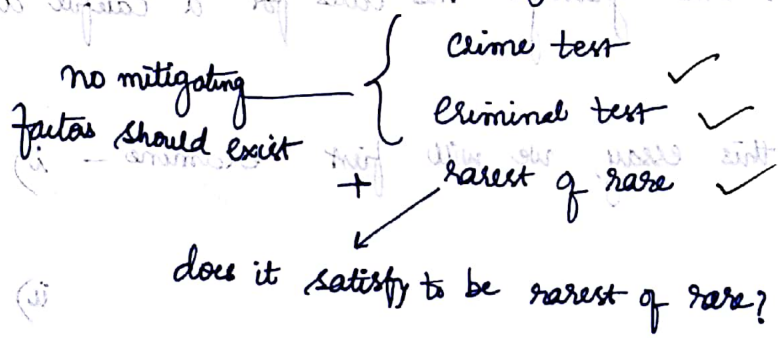 crime test ✓
no mitigating
criminal test ✓
factors should exist
+ rarest of rare ✓
does it satisfy to be rarest of rare?